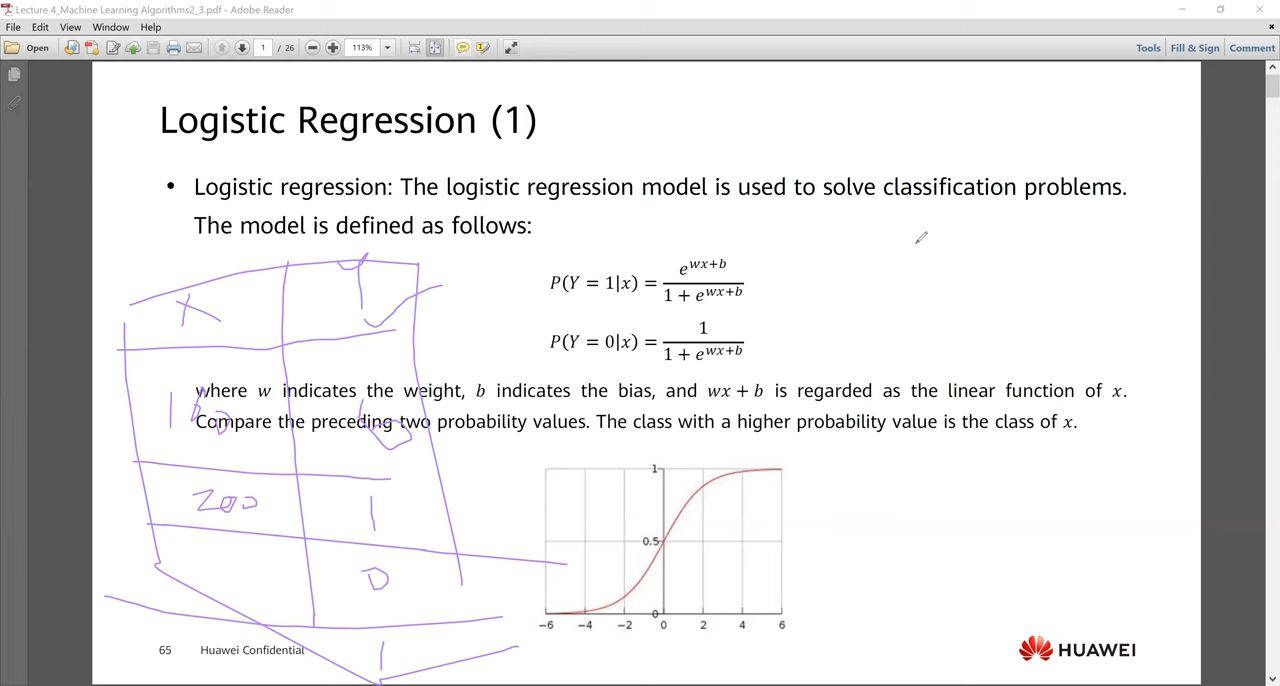 Lecture 4_Machine Learning Algorithms2_3.pdf - Adobe Reader
File Edit View Window Help
Open 1 / 26 113% Tools Fill & Sign Comment
Logistic Regression (1)
• Logistic regression: The logistic regression model is used to solve classification problems.
The model is defined as follows:
P(Y = 1|x) = e^{wx+b} / (1 + e^{wx+b})
P(Y = 0|x) = 1 / (1 + e^{wx+b})
X
where w indicates the weight, b indicates the bias, and wx + b is regarded as the linear function of x.
Compare the preceding two probability values. The class with a higher probability value is the class of x.
200 1
0
1
1
0.5
0
-6 -4 -2 0 2 4 6
65 Huawei Confidential
HUAWEI